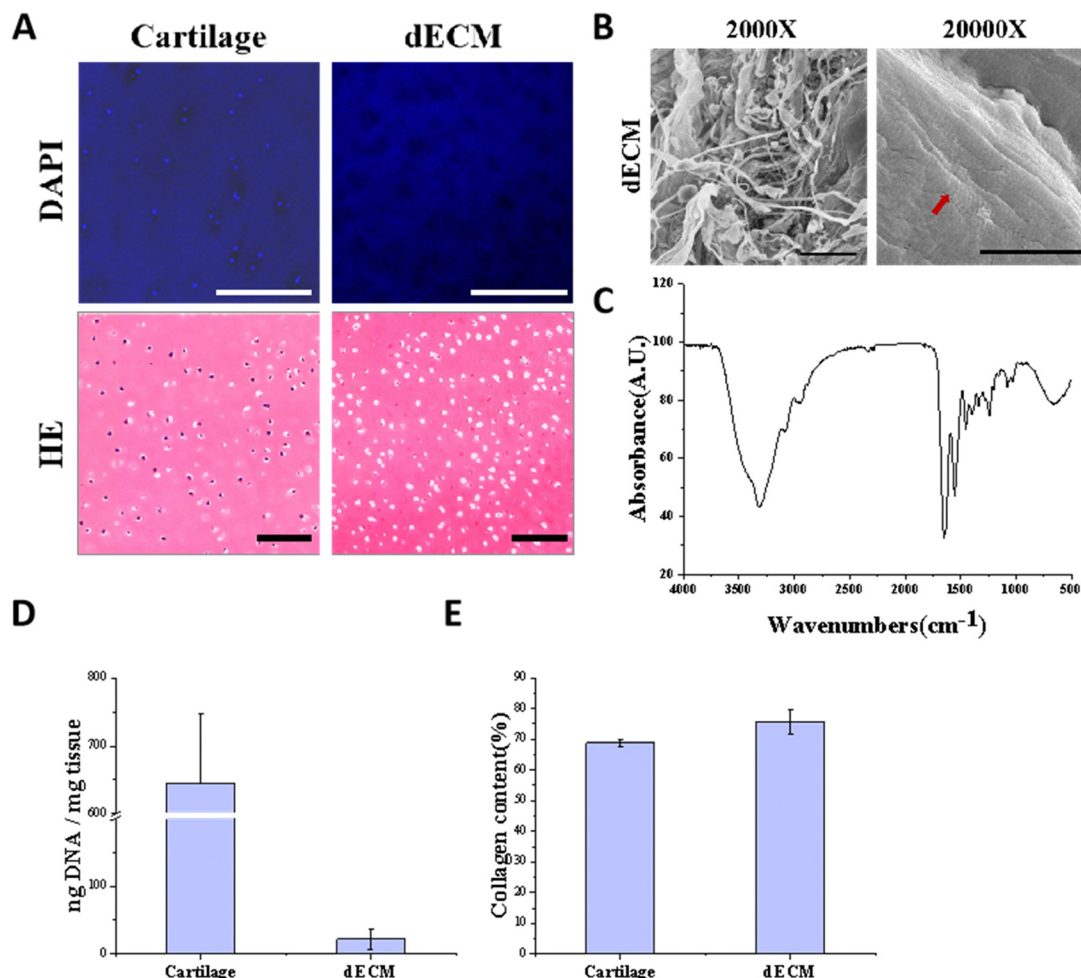 A
Cartilage
dECM
DAPI
HE
B
2000X
20000X
dECM
C
120
100
80
60
40
20
Absorbance(A.U.)
4000
3500
3000
2500
2000
1500
1000
500
Wavenumbers(cm⁻¹)
D
800
700
600
100
0
ng DNA / mg tissue
Cartilage
dECM
E
90
80
70
60
50
40
30
20
10
0
Collagen content(%)
Cartilage
dECM